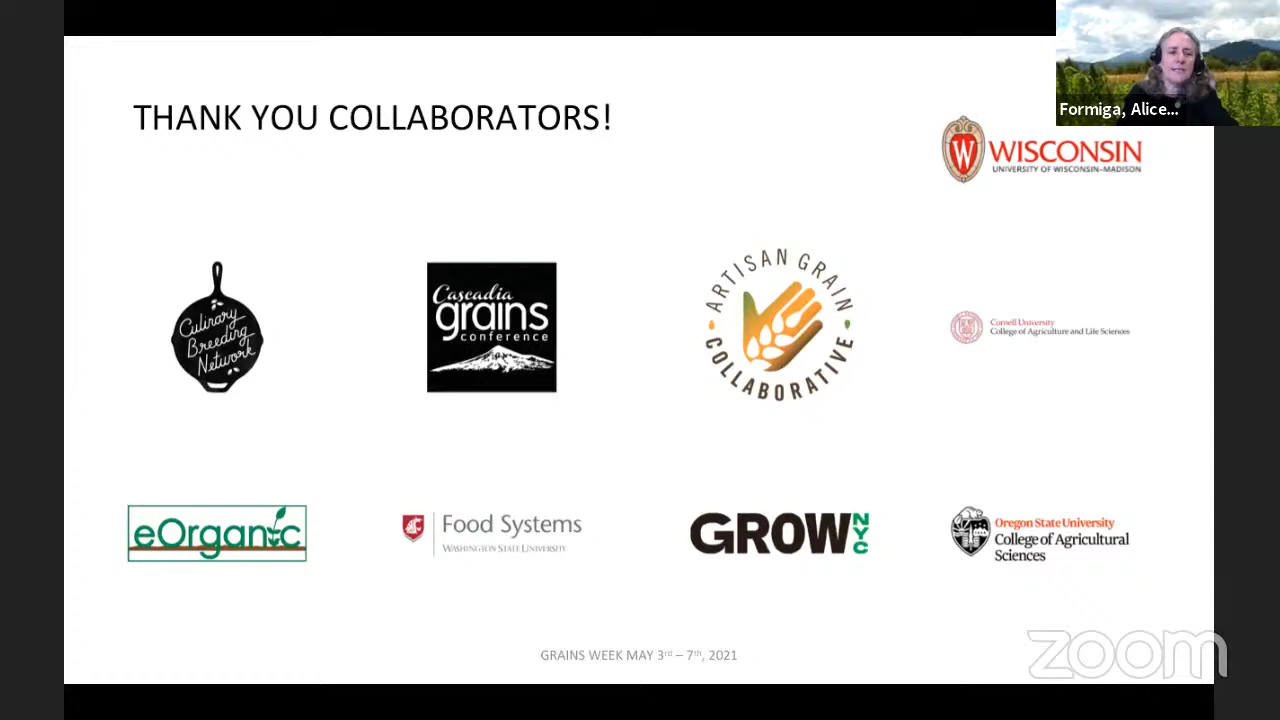 THANK YOU COLLABORATORS!
Formiga, Alice...
WISCONSIN
UNIVERSITY OF WISCONSIN–MADISON
Culinary
Breeding
Network
Cascadia
grains
conference
ARTISAN GRAIN
COLLABORATIVE
Cornell University
College of Agriculture and Life Sciences
eOrganic
Food Systems
WASHINGTON STATE UNIVERSITY
GROWNYC
Oregon State University
College of Agricultural
Sciences
GRAINS WEEK MAY 3rd – 7th, 2021
zoom